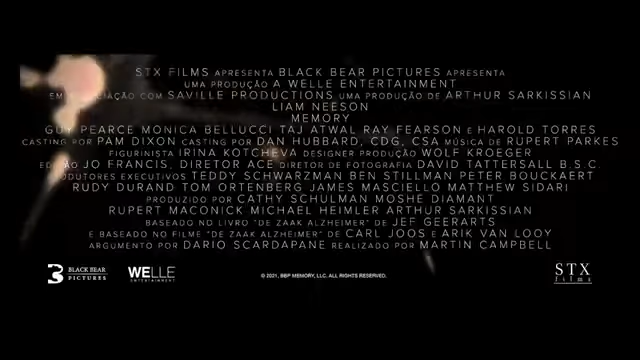 STX FILMS APRESENTA BLACK BEAR PICTURES APRESENTA
UMA PRODUÇÃO A WELLE ENTERTAINMENT
EM ASSOCIAÇÃO COM SAVILLE PRODUCTIONS UMA PRODUÇÃO DE ARTHUR SARKISSIAN
LIAM NEESON
MEMORY
GUY PEARCE MONICA BELLUCCI TAJ ATWAL RAY FEARSON E HAROLD TORRES
CASTING POR PAM DIXON CASTING POR DAN HUBBARD, CDG, CSA MÚSICA DE RUPERT PARKES
FIGURINISTA IRINA KOTCHEVA DESIGNER PRODUÇÃO WOLF KROEGER
EDIÇÃO JO FRANCIS, DIRETOR ACE DIRETOR DE FOTOGRAFIA DAVID TATTERSALL B.S.C.
PRODUTORES EXECUTIVOS TEDDY SCHWARZMAN BEN STILLMAN PETER BOUCKAERT
RUDY DURAND TOM ORTENBERG JAMES MASCIELLO MATTHEW SIDARI
PRODUZIDO POR CATHY SCHULMAN MOSHE DIAMANT
RUPERT MACONICK MICHAEL HEIMLER ARTHUR SARKISSIAN
BASEADO NO LIVRO "DE ZAAK ALZHEIMER" DE JEF GEERARTS
E BASEADO NO FILME "DE ZAAK ALZHEIMER" DE CARL JOOS E ARIK VAN LOOY
ARGUMENTO POR DARIO SCARDAPANE REALIZADO POR MARTIN CAMPBELL
BLACK BEAR
PICTURES
WELLE
ENTERTAINMENT
© 2021, BBP MEMORY, LLC. ALL RIGHTS RESERVED.
STX
films